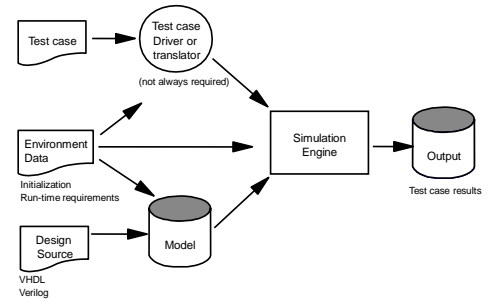 Test case
Test case
Driver or
translator
(not always required)
Environment
Data
Initialization
Run-time requirements
Simulation
Engine
Output
Test case results
Design
Source
Model
VHDL
Verilog